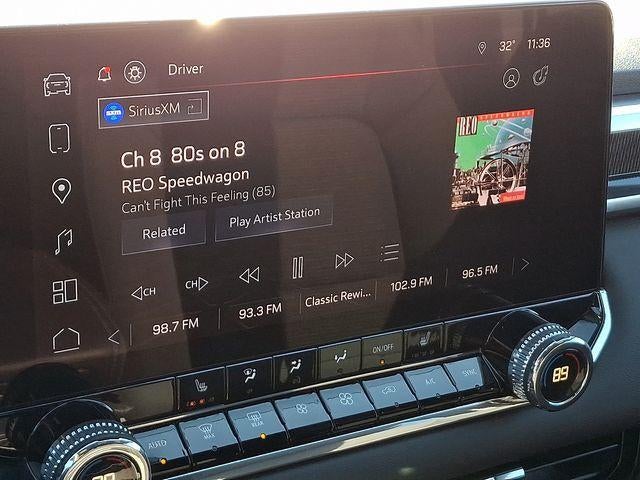 32° 11:36
Driver
SiriusXM
Ch 8 80s on 8
REO Speedwagon
Can't Fight This Feeling (85)
Related Play Artist Station
REO SPEEDWAGON
◁CH CH▷
98.7 FM 93.3 FM Classic Rewi... 102.9 FM 96.5 FM
ON/OFF
AUTO MAX REAR A/C SYNC
89